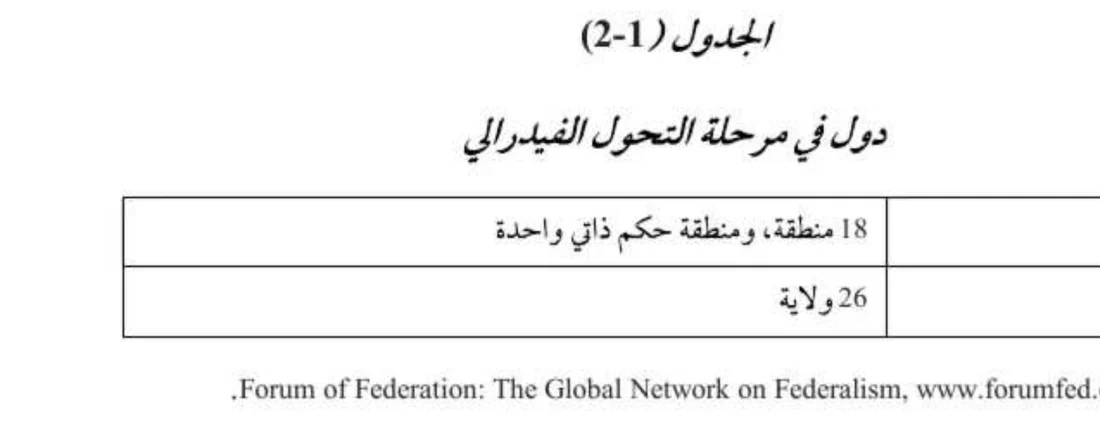 الجدول (1-2)
دول في مرحلة التحول الفيدرالي
18 منطقة، ومنطقة حكم ذاتي واحدة
26 ولاية
Forum of Federation: The Global Network on Federalism, www.forumfed.